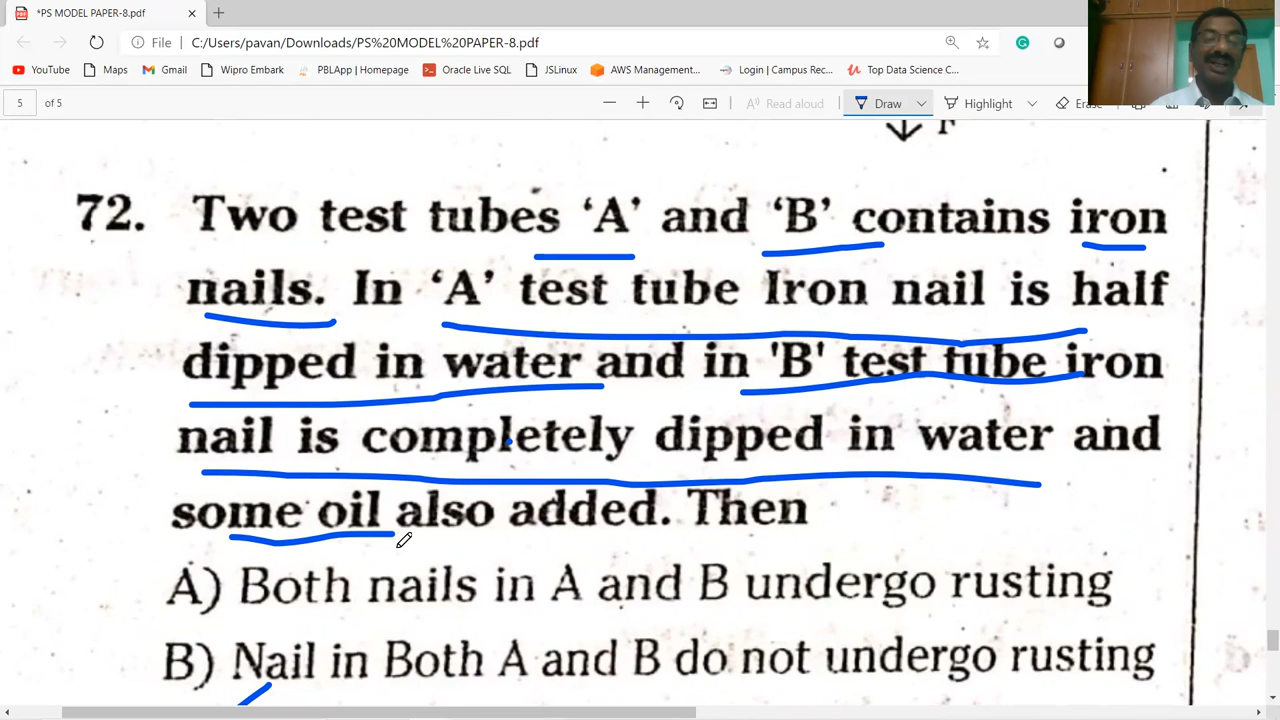 *PS MODEL PAPER-8.pdf
File C:/Users/pavan/Downloads/PS%20MODEL%20PAPER-8.pdf
YouTube Maps Gmail Wipro Embark PBLApp | Homepage Oracle Live SQL JSLinux AWS Management... Login | Campus Rec... Top Data Science C...
5 of 5 Read aloud Draw Highlight Erase
F
72. Two test tubes ‘A’ and ‘B’ contains iron
nails. In ‘A’ test tube Iron nail is half
dipped in water and in 'B' test tube iron
nail is completely dipped in water and
some oil also added. Then
A) Both nails in A and B undergo rusting
B) Nail in Both A and B do not undergo rusting